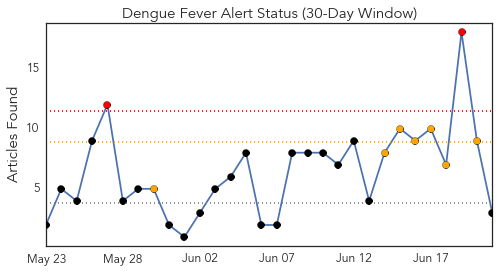 Dengue Fever Alert Status (30-Day Window)
Articles Found
15
10
5
May 23 May 28 Jun 02 Jun 07 Jun 12 Jun 17